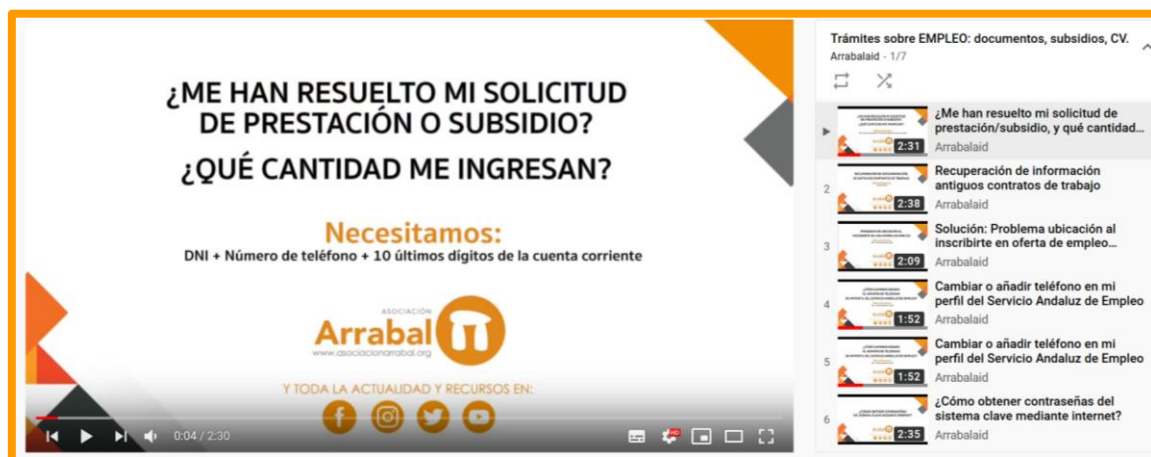 ¿ME HAN RESUELTO MI SOLICITUD
DE PRESTACIÓN O SUBSIDIO?
¿QUÉ CANTIDAD ME INGRESAN?
Necesitamos:
DNI + Número de teléfono + 10 últimos dígitos de la cuenta corriente
ASOCIACIÓN
Arrabal
www.asociacionarrabal.org
Y TODA LA ACTUALIDAD Y RECURSOS EN:
0:04 / 2:30
HD
Trámites sobre EMPLEO: documentos, subsidios, CV.
Arrabalaid - 1/7
2:31
¿Me han resuelto mi solicitud de
prestación/subsidio, y qué cantidad...
Arrabalaid
2
2:38
Recuperación de información
antiguos contratos de trabajo
Arrabalaid
3
2:09
Solución: Problema ubicación al
inscribirte en oferta de empleo...
Arrabalaid
4
1:52
Cambiar o añadir teléfono en mi
perfil del Servicio Andaluz de Empleo
Arrabalaid
5
1:52
Cambiar o añadir teléfono en mi
perfil del Servicio Andaluz de Empleo
Arrabalaid
6
2:35
¿Cómo obtener contraseñas del
sistema clave mediante internet?
Arrabalaid